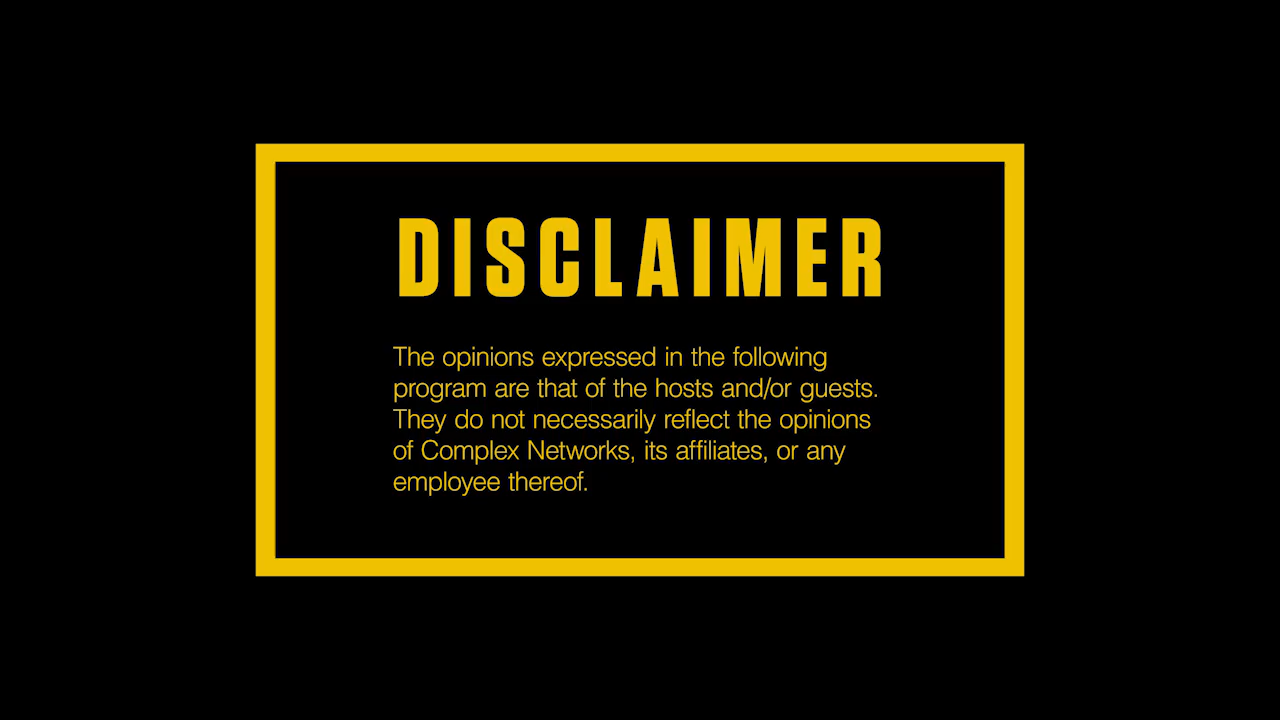 DISCLAIMER
The opinions expressed in the following
program are that of the hosts and/or guests.
They do not necessarily reflect the opinions
of Complex Networks, its affiliates, or any
employee thereof.